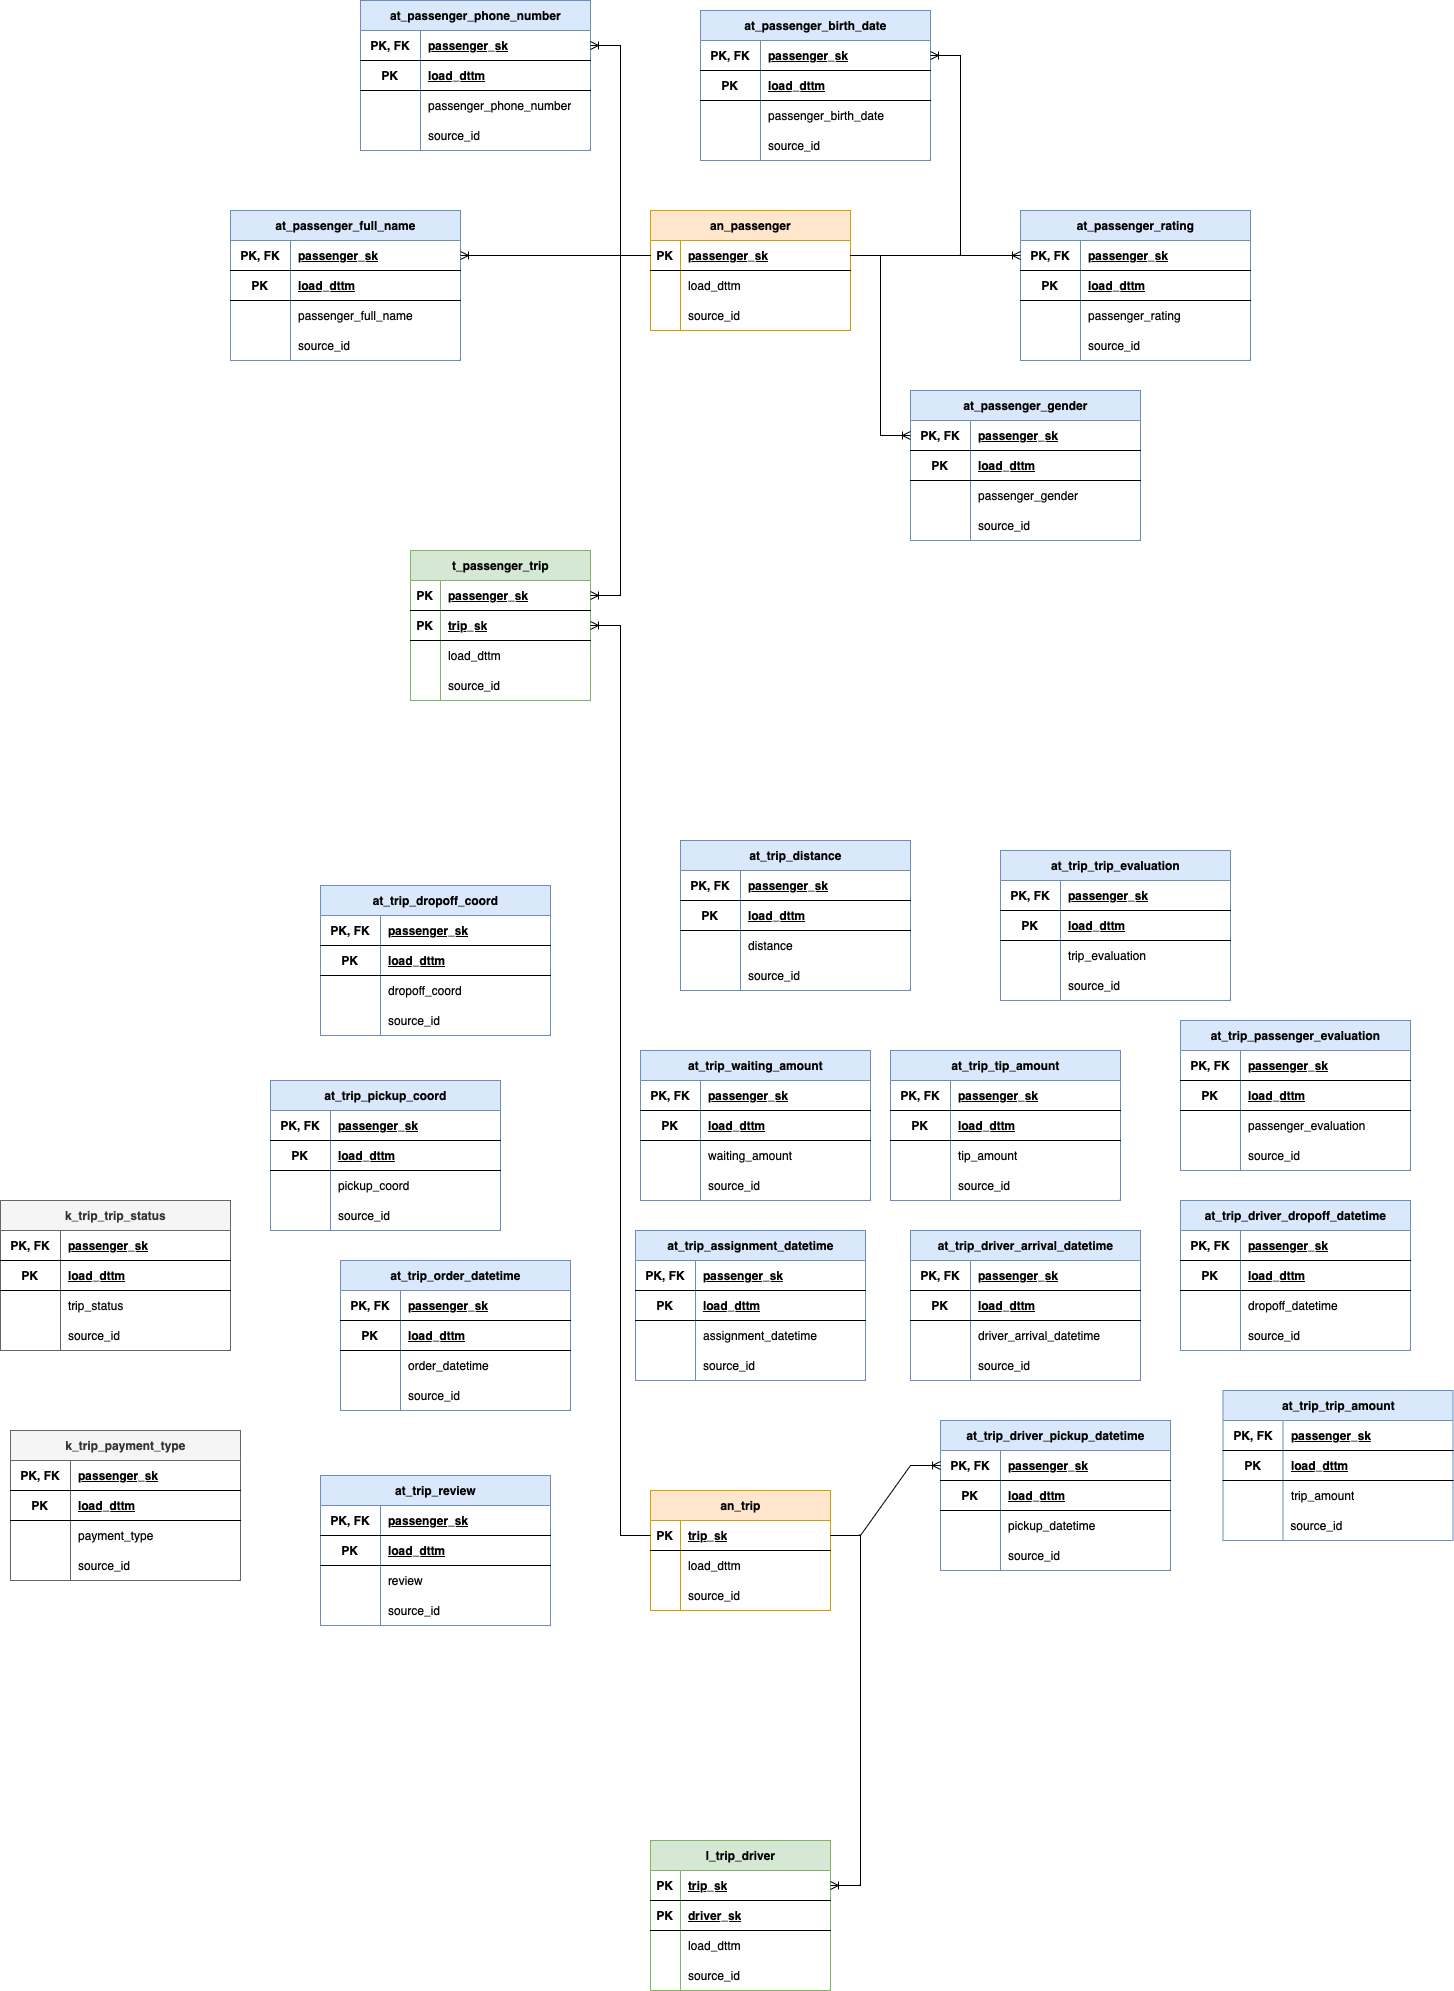 at_passenger_phone_number
PK, FK passenger_sk
PK load_dttm
passenger_phone_number
source_id
at_passenger_birth_date
PK, FK passenger_sk
PK load_dttm
passenger_birth_date
source_id
at_passenger_full_name
PK, FK passenger_sk
PK load_dttm
passenger_full_name
source_id
an_passenger
PK passenger_sk
load_dttm
source_id
at_passenger_rating
PK, FK passenger_sk
PK load_dttm
passenger_rating
source_id
at_passenger_gender
PK, FK passenger_sk
PK load_dttm
passenger_gender
source_id
t_passenger_trip
PK passenger_sk
PK trip_sk
load_dttm
source_id
at_trip_distance
PK, FK passenger_sk
PK load_dttm
distance
source_id
at_trip_trip_evaluation
PK, FK passenger_sk
PK load_dttm
trip_evaluation
source_id
at_trip_dropoff_coord
PK, FK passenger_sk
PK load_dttm
dropoff_coord
source_id
at_trip_passenger_evaluation
PK, FK passenger_sk
PK load_dttm
passenger_evaluation
source_id
at_trip_waiting_amount
PK, FK passenger_sk
PK load_dttm
waiting_amount
source_id
at_trip_tip_amount
PK, FK passenger_sk
PK load_dttm
tip_amount
source_id
at_trip_pickup_coord
PK, FK passenger_sk
PK load_dttm
pickup_coord
source_id
k_trip_trip_status
PK, FK passenger_sk
PK load_dttm
trip_status
source_id
at_trip_driver_dropoff_datetime
PK, FK passenger_sk
PK load_dttm
dropoff_datetime
source_id
at_trip_assignment_datetime
PK, FK passenger_sk
PK load_dttm
assignment_datetime
source_id
at_trip_driver_arrival_datetime
PK, FK passenger_sk
PK load_dttm
driver_arrival_datetime
source_id
at_trip_order_datetime
PK, FK passenger_sk
PK load_dttm
order_datetime
source_id
at_trip_trip_amount
PK, FK passenger_sk
PK load_dttm
trip_amount
source_id
at_trip_driver_pickup_datetime
PK, FK passenger_sk
PK load_dttm
pickup_datetime
source_id
k_trip_payment_type
PK, FK passenger_sk
PK load_dttm
payment_type
source_id
at_trip_review
PK, FK passenger_sk
PK load_dttm
review
source_id
an_trip
PK trip_sk
load_dttm
source_id
l_trip_driver
PK trip_sk
PK driver_sk
load_dttm
source_id